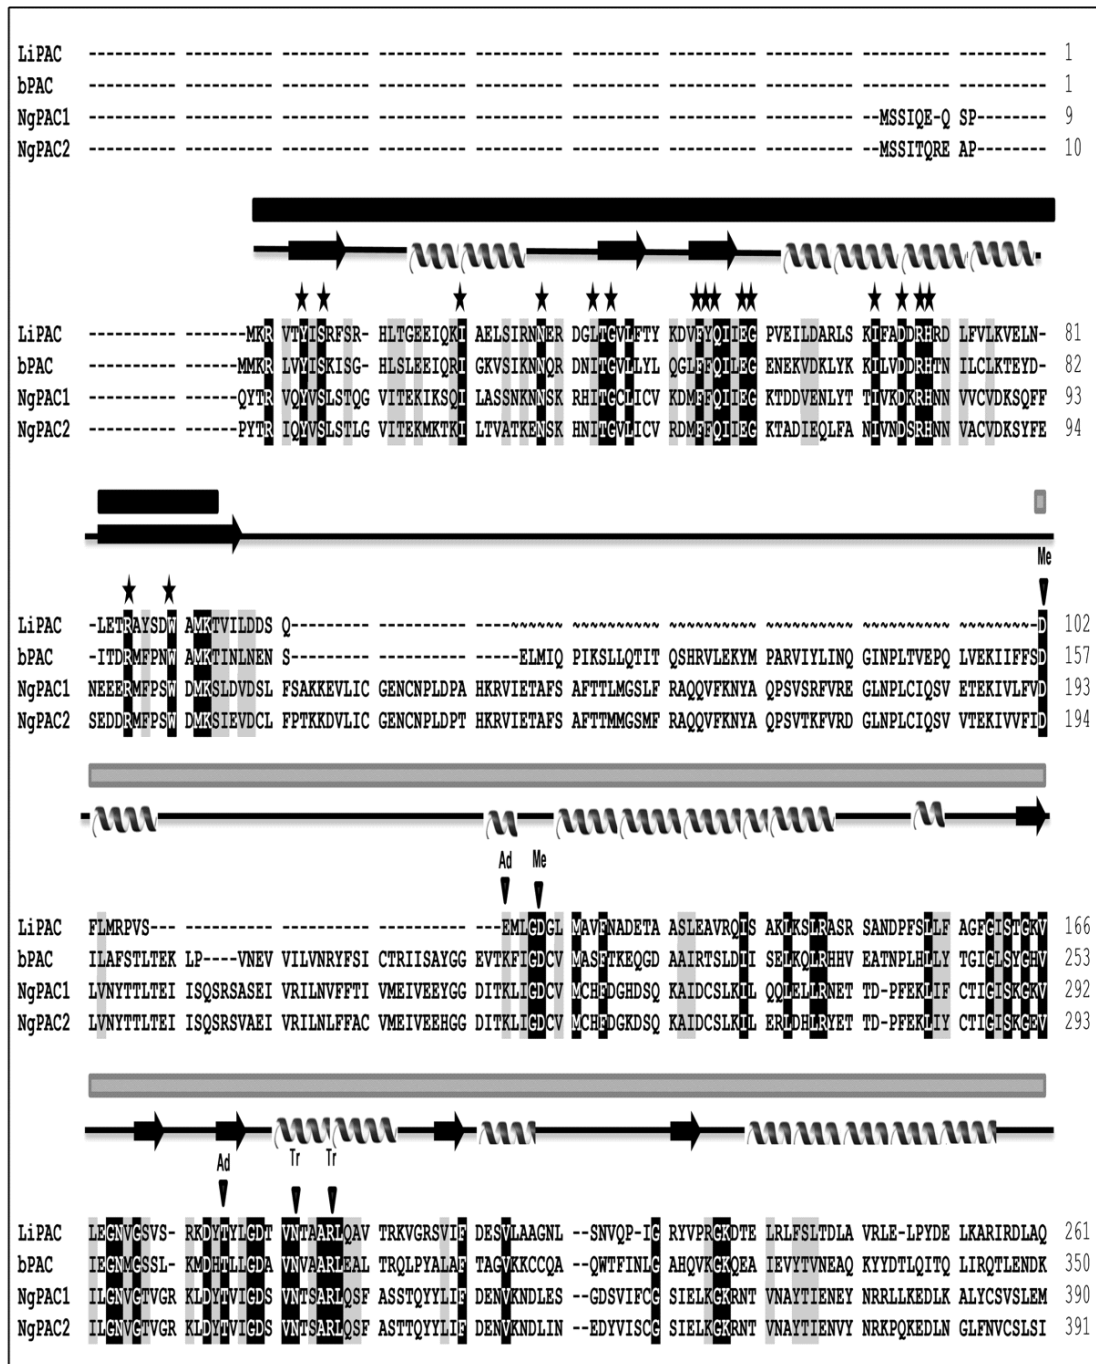 LiPAC ---------- ---------- ---------- ---------- ---------- ---------- ---------- ---------- ---------- ---------- 1
bPAC ---------- ---------- ---------- ---------- ---------- ---------- ---------- ---------- ---------- ---------- 1
NgPAC1 ---------- ---------- ---------- ---------- ---------- ---------- ---------- ---------- --MSSIQE-Q SP-------- 9
NgPAC2 ---------- ---------- ---------- ---------- ---------- ---------- ---------- ---------- --MSSITQRE AP-------- 10
LiPAC ---------- --------MKR VTYISRFSR- HLTGEEIQKI AELSIRNNER DGLTGVLFTY KDVFYQIIEG PVEILDARLS KIFADDRHRD LFVLKVELN- 81
bPAC ---------- -------MMKR LVYISKISG- HLSLEEIQRI GKVSIKNNQR DNITGVLLYL QGLFFQILEG ENEKVDKLYK KILVDDRHTN ILCLKTEYD- 82
NgPAC1 ---------- -------QYTR VQYVSLSTQG VITEKIKSQI LASSNKNNSK RHITGCLICV KDMFFQIIEG KTDDVENLYT TIVKDKRHNN VVCVDKSQFF 93
NgPAC2 ---------- -------PYTR IQYVSLSTLG VITEKMKTKI LTVATKENSK HNITGVLICV RDMFFQIIEG KTADIEQLFA NIVNDSRHNN VACVDKSYFE 94
Me
LiPAC -LETRAYSDW AMKTVILDDS Q--------- ---------- ~~~~~~~~~~ ~~~~~~~~~~ ~~~~~~~~~~ ~~~~~~~~~~ ~~~~~~~~~~ ~~~~~~~~-D 102
bPAC -ITDRMFPNW AMKTINLNEN S--------- ---------- ----ELMIQ PIKSLLQTIT QSHRVLEKYM PARVIYLINQ GINPLTVEPQ LVEKIIFFSD 157
NgPAC1 NEEERMFPSW DMKSLDVDSL FSAKKEVLIC GENCNPLDPA HKRVIETAFS AFTTLMGSLF RAQQVFKNYA QPSVSRFVRE GLNPLCIQSV ETEKIVLFVD 193
NgPAC2 SEDDRMFPSW DMKSIEVDCL FPTKKDVLIC GENCNPLDPT HKRVIETAFS AFTTMMGSMF RAQQVFKNYA QPSVTKFVRD GLNPLCIQSV VTEKIVVFID 194
Ad Me
LiPAC FLMRPVS--- ---------- ---------- ---------- ---EMLGDGL MAVFNADETA ASLEAVRQIS AKLKSLRASR SANDPFSLLF AGFGISTGKV 166
bPAC ILAFSTLTEK LP----VNEV VILVNRYFSI CTRIISAYGG EVTKFIGDCV MASFTKEQGD AAIRTSLDII SELKQLRHHV EATNPLHLLY TGIGLSYGHV 253
NgPAC1 LVNYTTLTEI ISQSRSASEI VRILNVFFTI VMEIVEEYGG DITKLIGDCV MCHFDGHDSQ KAIDCSLKIL QQLELLRNET TD-PFEKLIF CTIGISKGKV 292
NgPAC2 LVNYTTLTEI ISQSRSVAEI VRILNLFFAC VMEIVEEHGG DITKLIGDCV MCHFDGKDSQ KAIDCSLKIL ERLDHLRYET TD-PFEKLIY CTIGISKGEV 293
Ad Tr Tr
LiPAC LEGNVGSVS- RKDYTYLGDT VNTAARLQAV TRKVGRSVIF DESVLAAGNL --SNVQP-IG RYVPRGKDTE LRLFSLTDLA VRLE-LPYDE LKARIRDLAQ 261
bPAC IEGNMGSSL- KMDHTLLGDA VNVAARLEAL TRQLPYALAF TAGVKKCCQA --QWTFINLG AHQVKGKQEA IEVYTVNEAQ KYYDTLQITQ LIRQTLENDK 350
NgPAC1 ILGNVGTVGR KLDYTVIGDS VNTSARLQSF ASSTQYYLIF DENVKNDLES --GDSVIFCG SIELKGKRNT VNAYTIENEY NRRLLKEDLK ALYCSVSLEM 390
NgPAC2 ILGNVGTVGR KLDYTVIGDS VNTSARLQSF ASTTQYYLIF DENVKNDLIN --EDYVISCG SIELKGKRNT VNAYTIENVY NRKPQKEDLN GLFNVCSLSI 391